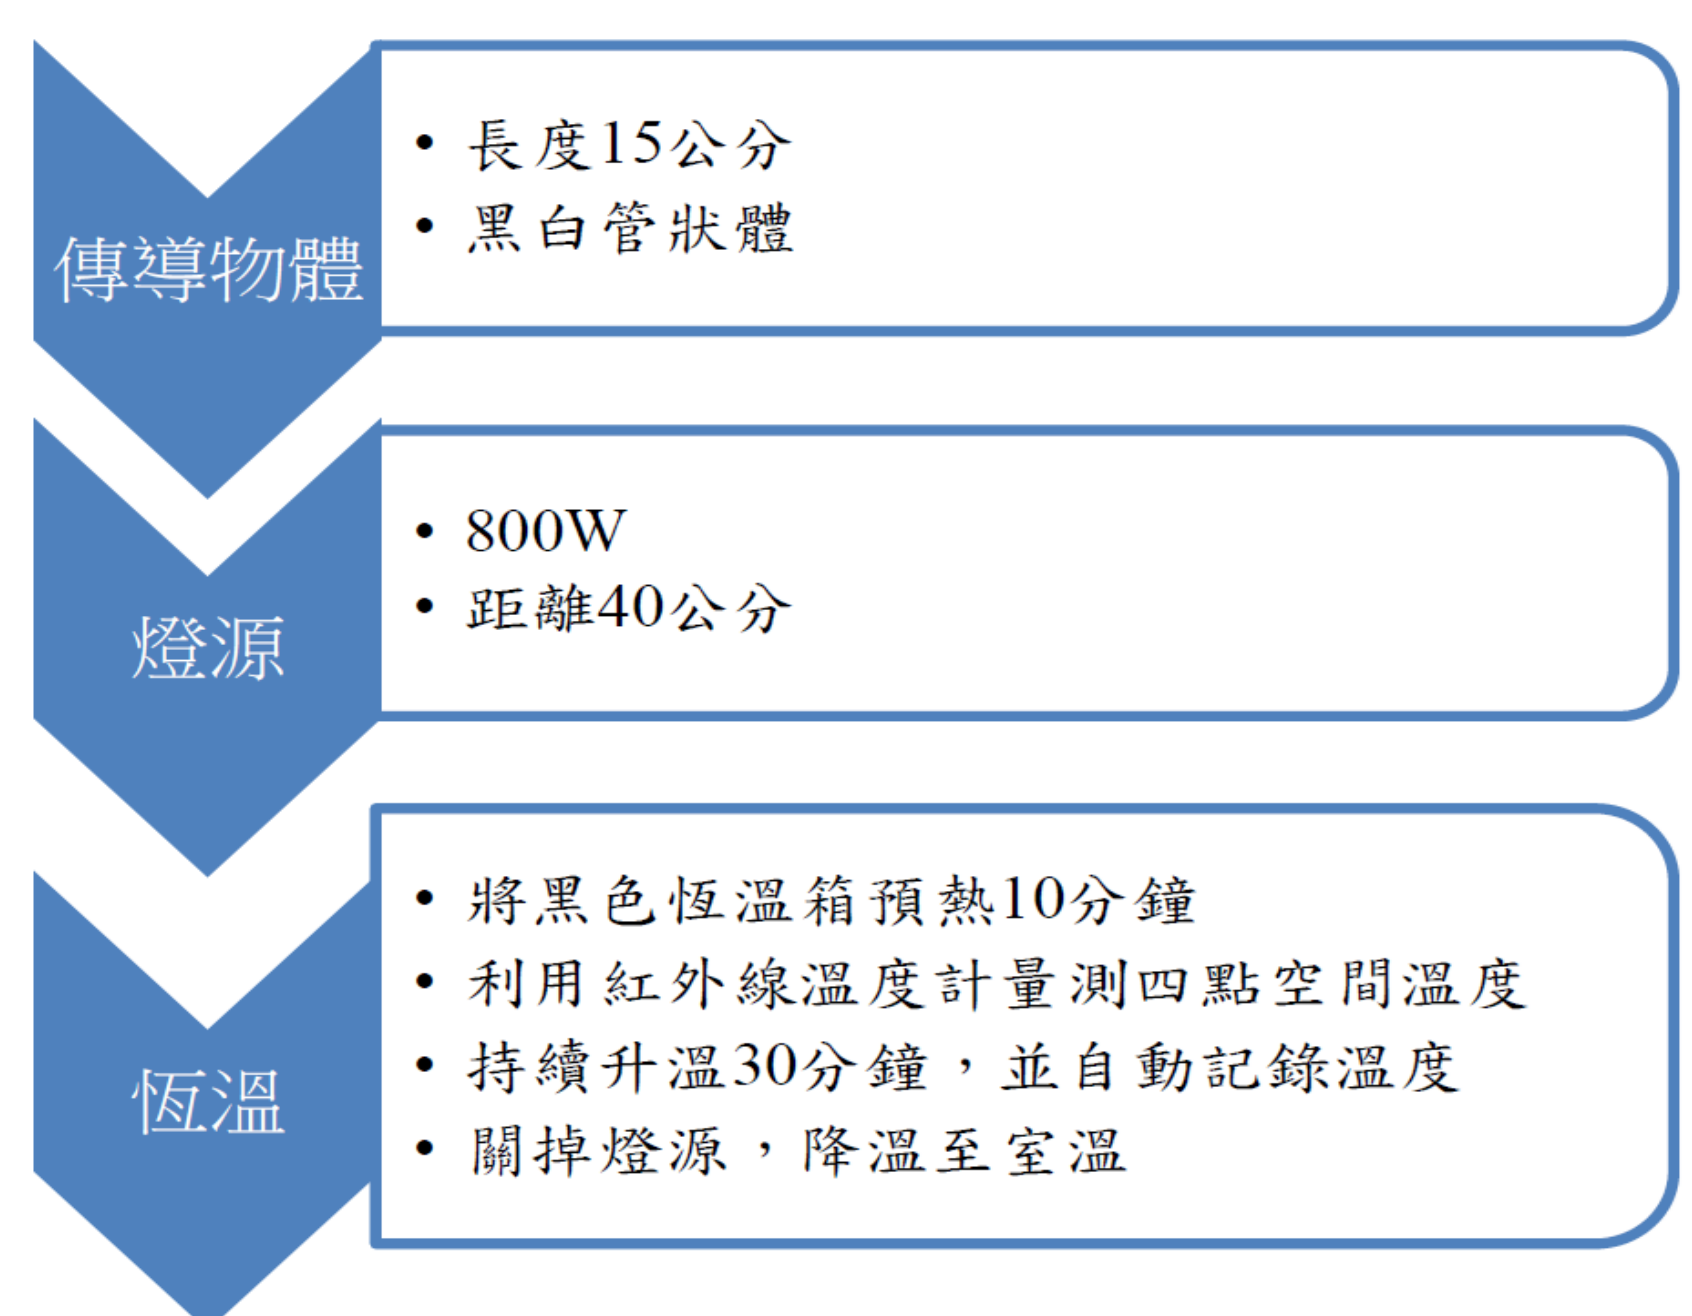 傳導物體
• 長度15公分
• 黑白管狀體
燈源
• 800W
• 距離40公分
恆溫
• 將黑色恆溫箱預熱10分鐘
• 利用紅外線溫度計量測四點空間溫度
• 持續升溫30分鐘，並自動記錄溫度
• 關掉燈源，降溫至室溫